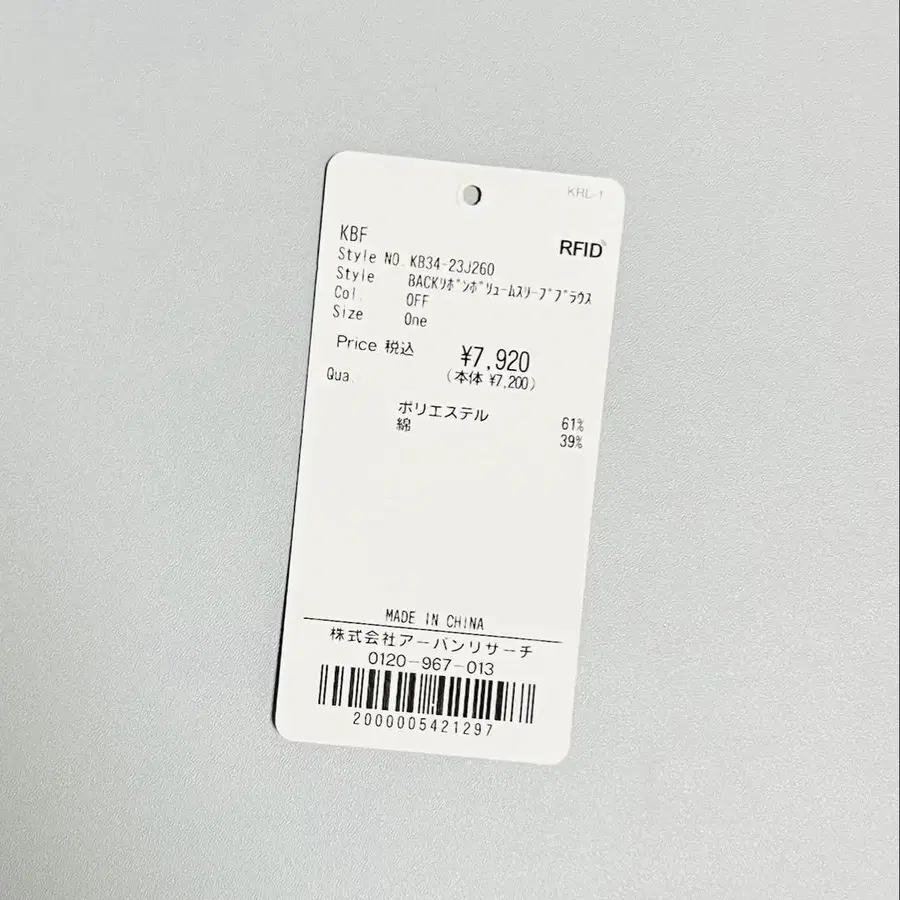 KRL-1
RFID
KBF
Style NO. KB34-23J260
Style BACKﾘﾎﾞﾝﾎﾞﾘｭｰﾑｽﾘｰﾌﾞﾌﾞﾗｳｽ
Col. OFF
Size One
Price 税込 ¥7,920
(本体 ¥7,200)
Qua.
ポリエステル 61%
綿 39%
MADE IN CHINA
株式会社アーバンリサーチ
0120-967-013
2000005421297